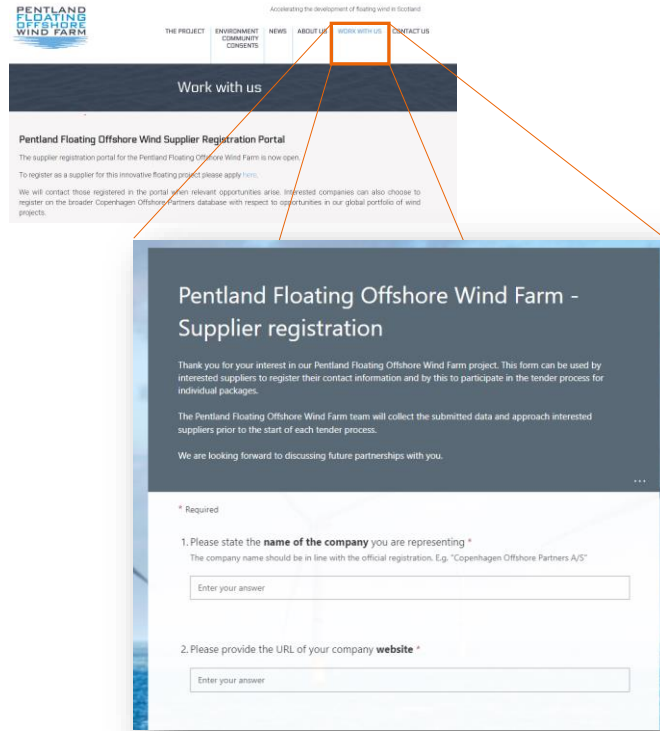 PENTLAND
FLOATING
OFFSHORE
WIND FARM
Accelerating the development of floating wind in Scotland
THE PROJECT
ENVIRONMENT
COMMUNITY
CONSENTS
NEWS
ABOUT US
WORK WITH US
CONTACT US
Work with us
Pentland Floating Offshore Wind Supplier Registration Portal
The supplier registration portal for the Pentland Floating Offshore Wind Farm is now open.
To register as a supplier for this innovative floating project please apply here.
We will contact those registered in the portal when relevant opportunities arise. Interested companies can also choose to
register on the broader Copenhagen Offshore Partners database with respect to opportunities in our global portfolio of wind
projects.
Pentland Floating Offshore Wind Farm -
Supplier registration
Thank you for your interest in our Pentland Floating Offshore Wind Farm project. This form can be used by
interested suppliers to register their contact information and by this to participate in the tender process for
individual packages.
The Pentland Floating Offshore Wind Farm team will collect the submitted data and approach interested
suppliers prior to the start of each tender process.
We are looking forward to discussing future partnerships with you.
...
* Required
1. Please state the name of the company you are representing *
The company name should be in line with the official registration. E.g. "Copenhagen Offshore Partners A/S"
Enter your answer
2. Please provide the URL of your company website *
Enter your answer